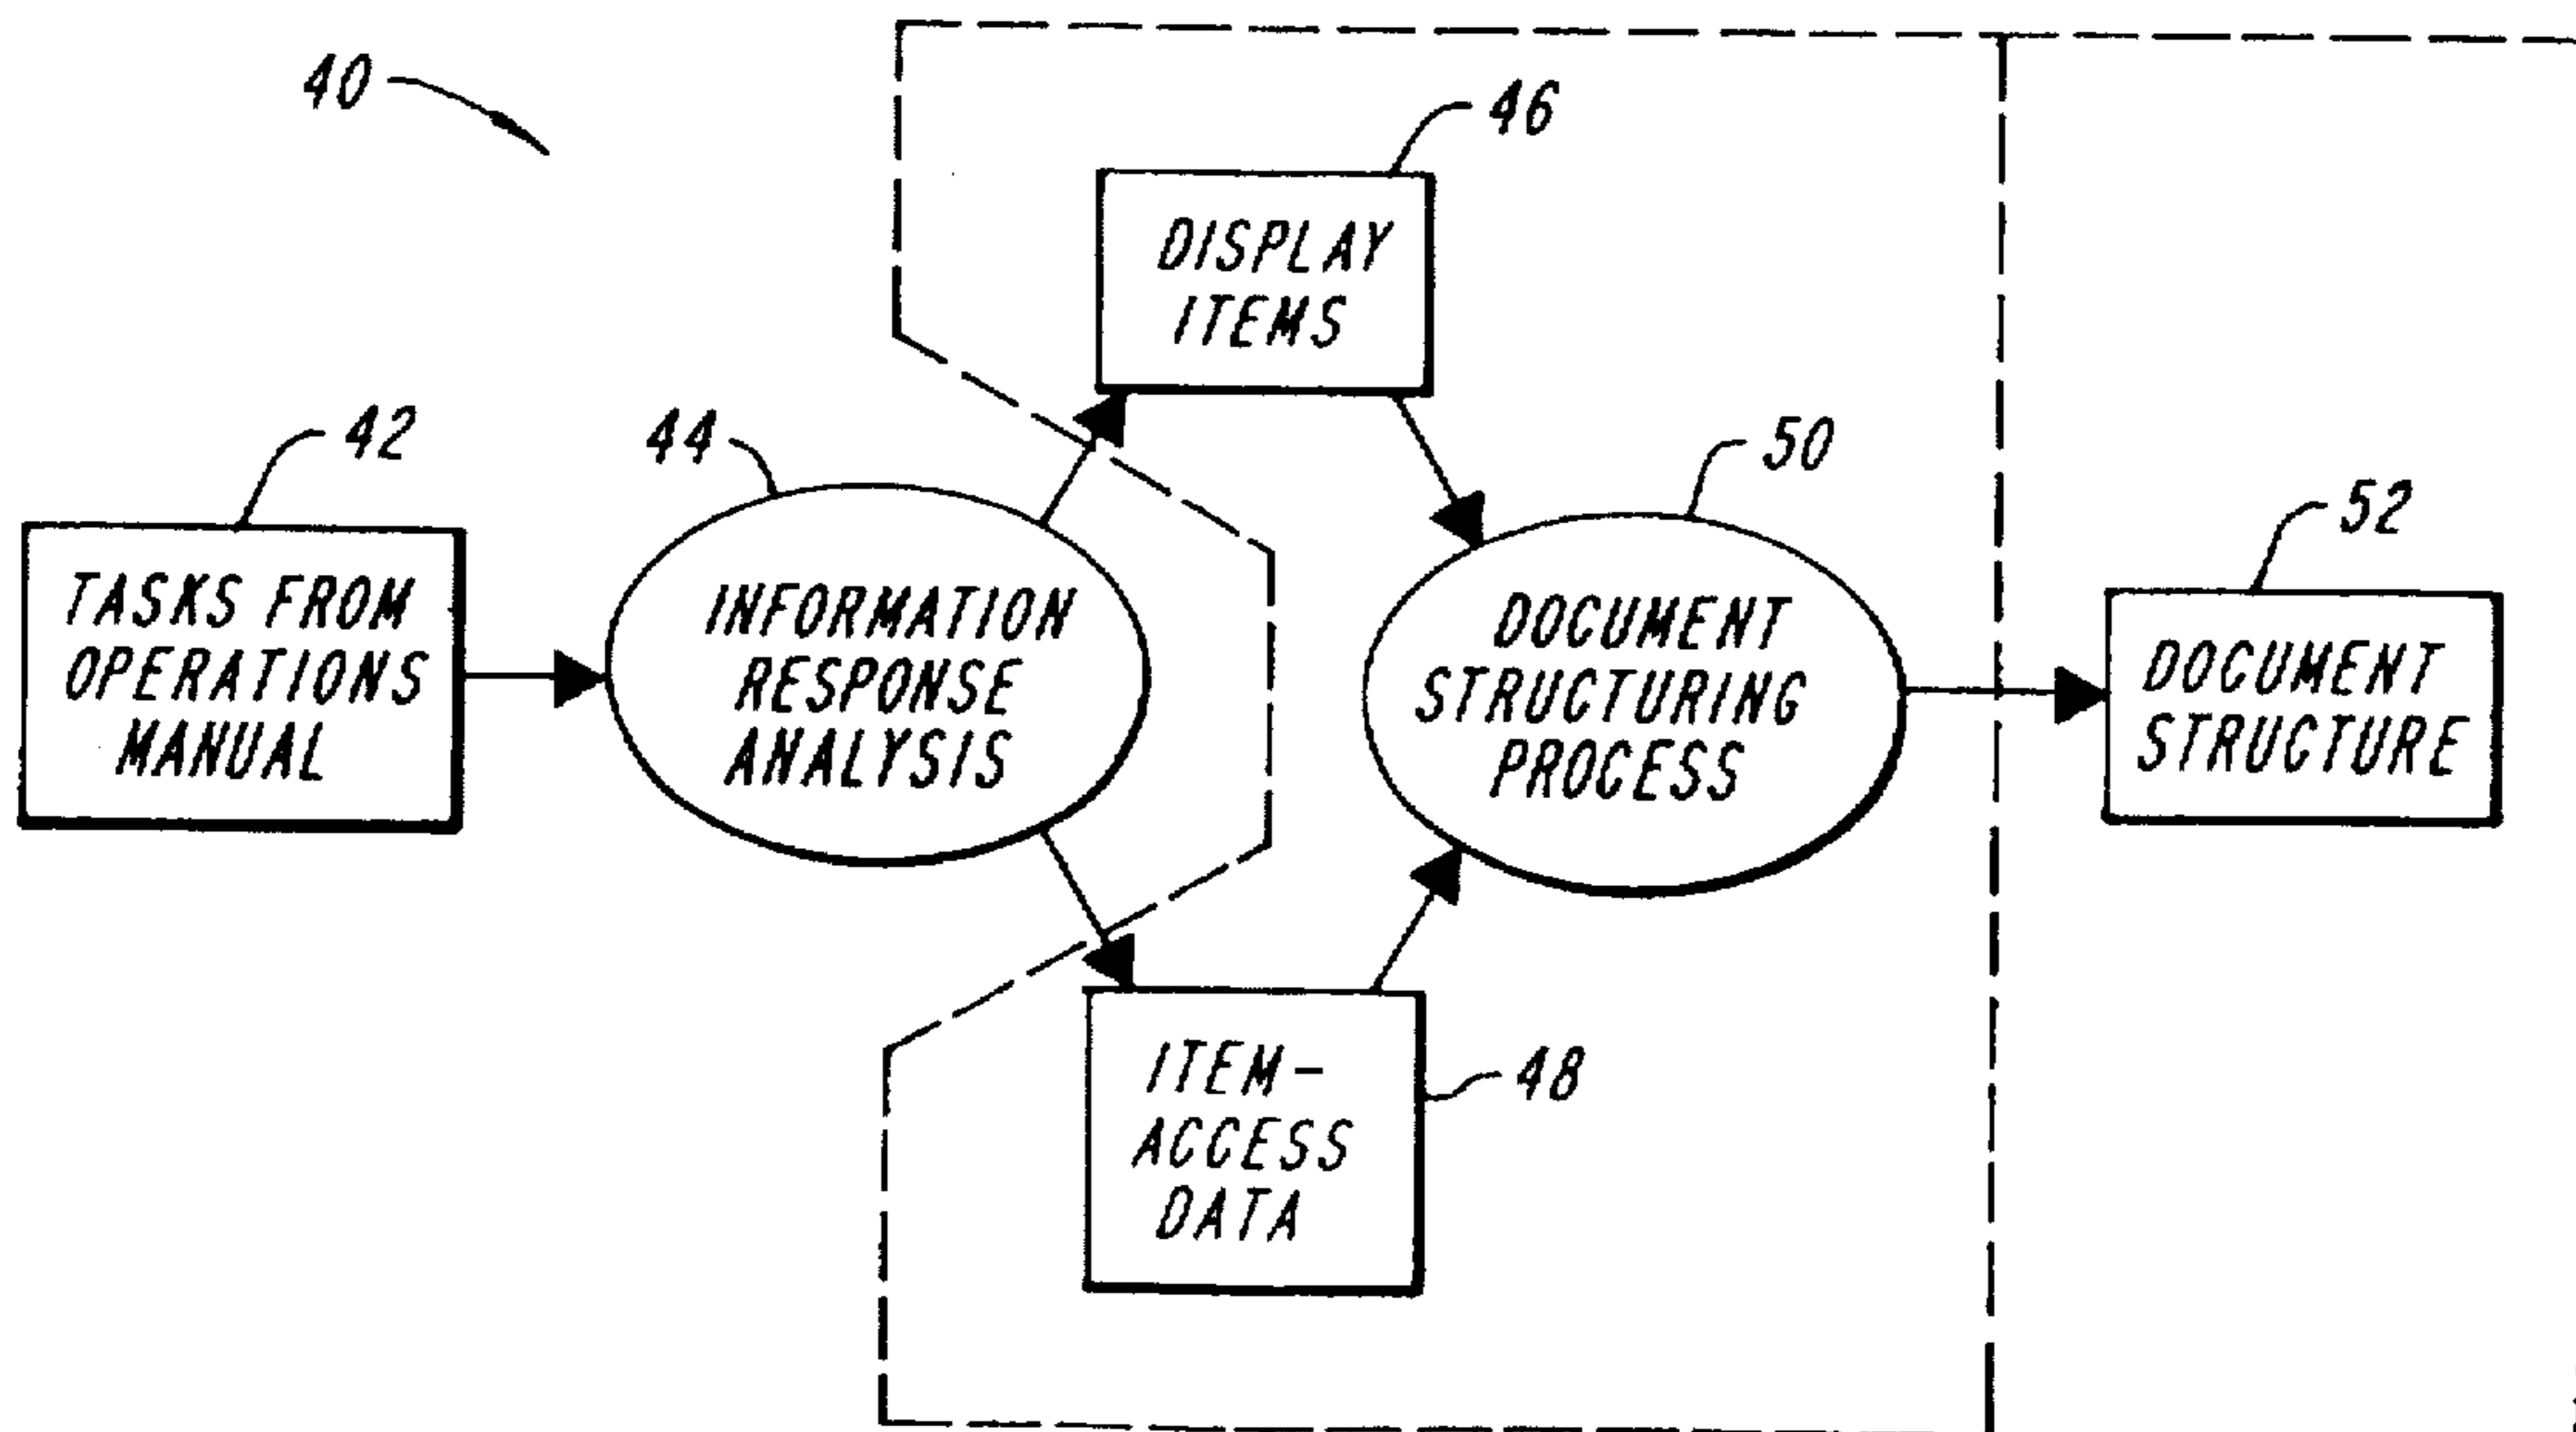 40
46
DISPLAY
ITEMS
42
44
50
52
TASKS FROM
OPERATIONS
MANUAL
INFORMATION
RESPONSE
ANALYSIS
DOCUMENT
STRUCTURING
PROCESS
DOCUMENT
STRUCTURE
ITEM-
ACCESS
DATA
48